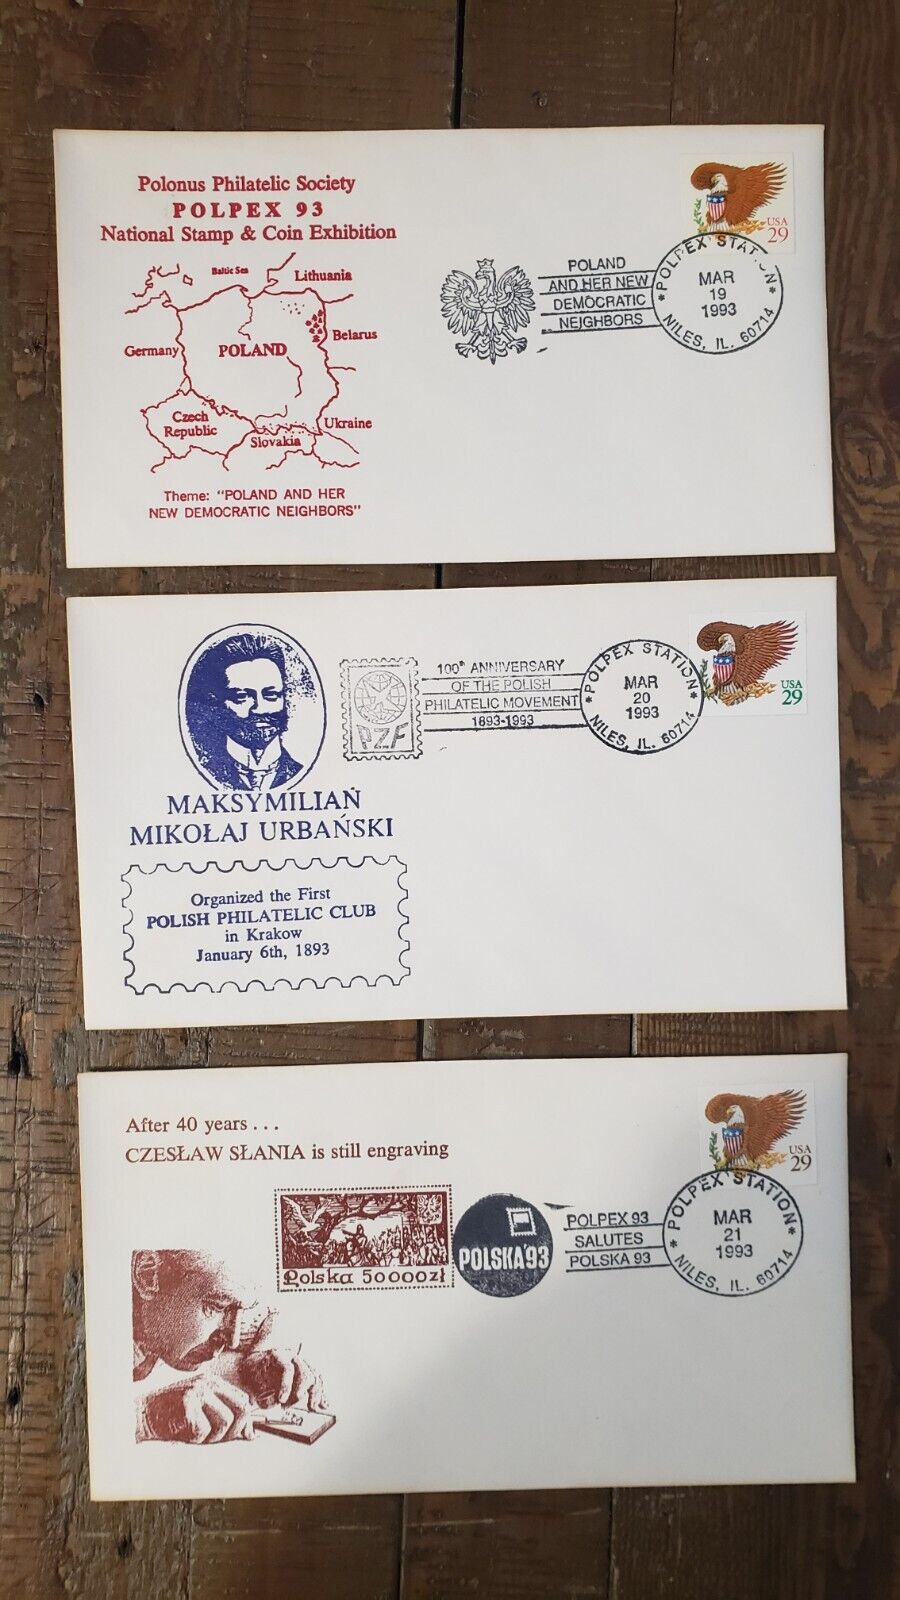 Polonus Philatelic Society
POLPEX 93
National Stamp & Coin Exhibition
Baltic Sea
Lithuania
Belarus
Germany
POLAND
Czech
Republic
Slovakia
Ukraine
Theme: "POLAND AND HER
NEW DEMOCRATIC NEIGHBORS"
POLAND
AND HER NEW
DEMOCRATIC
NEIGHBORS
POLPEX STATION
MAR
19
1993
NILES, IL. 60714
USA
29
MAKSYMILIAŃ
MIKOŁAJ URBAŃSKI
Organized the First
POLISH PHILATELIC CLUB
in Krakow
January 6th, 1893
PZF
100th ANNIVERSARY
OF THE POLISH
PHILATELIC MOVEMENT
1893-1993
POLPEX STATION
MAR
20
1993
NILES, IL. 60714
USA
29
After 40 years...
CZESŁAW SŁANIA is still engraving
Polska 50000zł
POLSKA'93
POLPEX 93
SALUTES
POLSKA 93
POLPEX STATION
MAR
21
1993
NILES, IL. 60714
USA
29